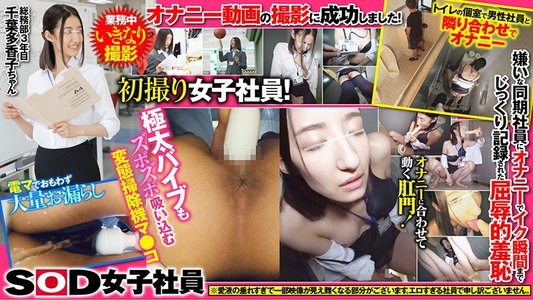 総務部3年目
千葉多香子ちゃん
業務中
いきなり
撮影
オナニー動画の撮影に成功しました!
初撮り女子社員!
トイレの個室で男性社員と
隣り合わせで
オナニー
嫌いな同期社員にオナニーでイク瞬間まで
じっくり記録された屈辱的羞恥
極太バイブも
ズボズボ吸い込む
変態掃除機マ●コ
電マでおもわず
大量お漏らし
オナニーに合わせて
動く肛門!
SOD女子社員
※愛液の垂れすぎで一部映像が見え難くなる部分がございます。エロすぎる社員で申し訳ございません。